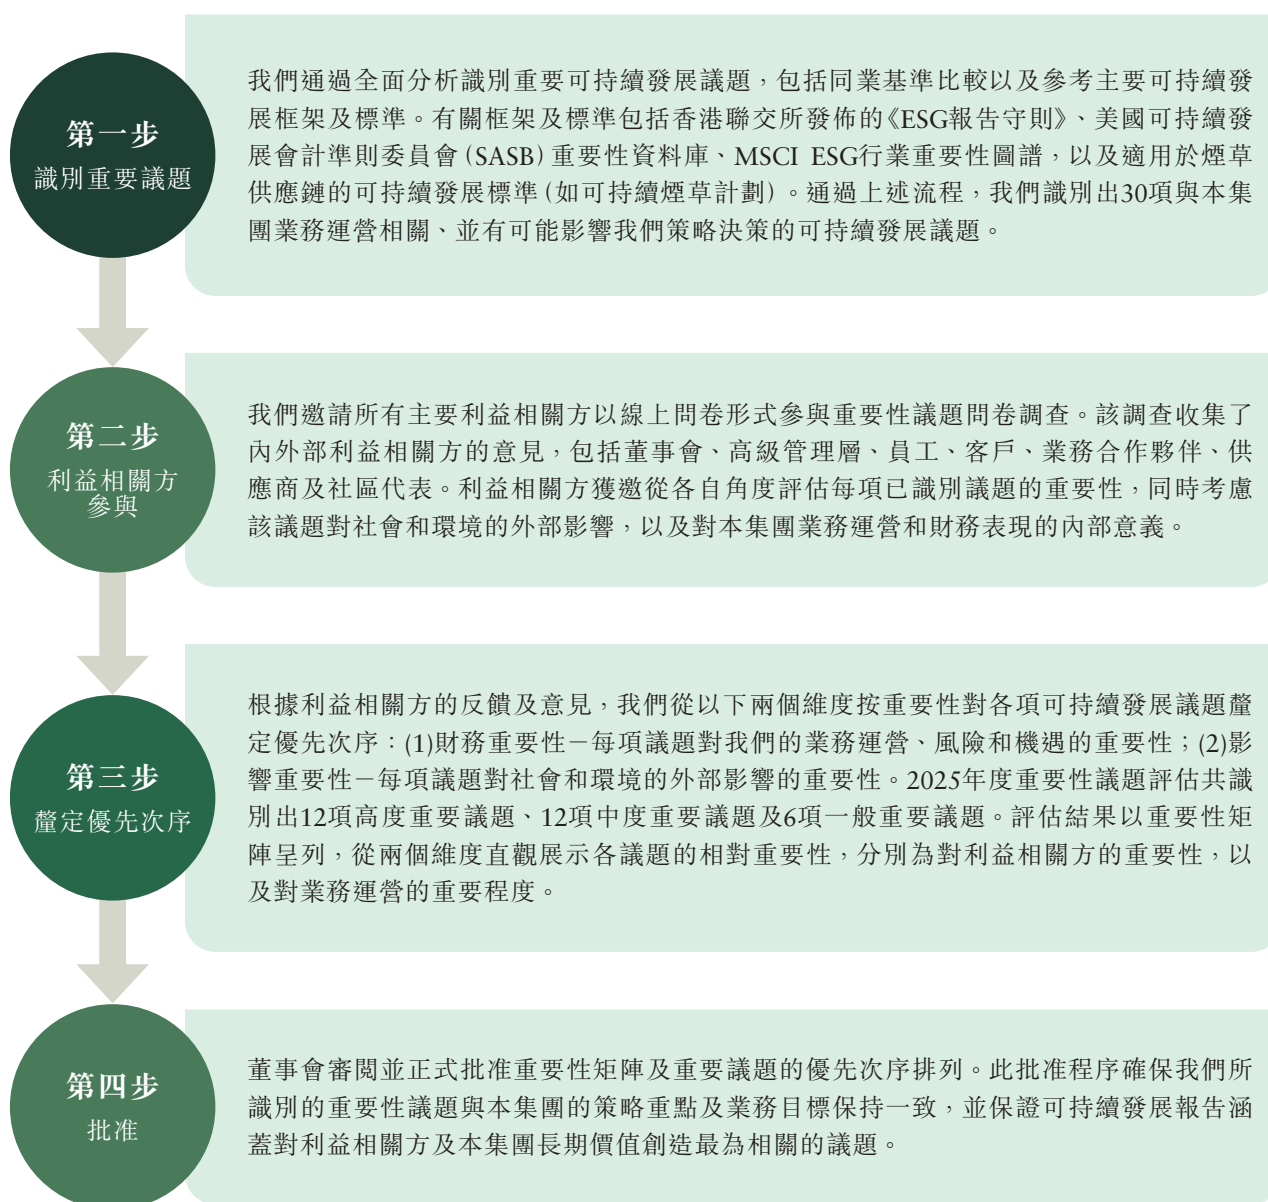 第一步
識別重要議題
我們通過全面分析識別重要可持續發展議題，包括同業基準比較以及參考主要可持續發
展框架及標準。有關框架及標準包括香港聯交所發佈的《ESG報告守則》、美國可持續發
展會計準則委員會（SASB）重要性資料庫、MSCI ESG行業重要性圖譜，以及適用於煙草
供應鏈的可持續發展標準（如可持續煙草計劃）。通過上述流程，我們識別出30項與本集
團業務運營相關、並有可能影響我們策略決策的可持續發展議題。
第二步
利益相關方
參與
我們邀請所有主要利益相關方以線上問卷形式參與重要性議題問卷調查。該調查收集了
內外部利益相關方的意見，包括董事會、高級管理層、員工、客戶、業務合作夥伴、供
應商及社區代表。利益相關方獲邀從各自角度評估每項已識別議題的重要性，同時考慮
該議題對社會和環境的外部影響，以及對本集團業務運營和財務表現的內部意義。
第三步
釐定優先次序
根據利益相關方的反饋及意見，我們從以下兩個維度按重要性對各項可持續發展議題釐
定優先次序：(1)財務重要性－每項議題對我們的業務運營、風險和機遇的重要性；(2)影
響重要性－每項議題對社會和環境的外部影響的重要性。2025年度重要性議題評估共識
別出12項高度重要議題、12項中度重要議題及6項一般重要議題。評估結果以重要性矩
陣呈列，從兩個維度直觀展示各議題的相對重要性，分別為對利益相關方的重要性，以
及對業務運營的重要程度。
第四步
批准
董事會審閱並正式批准重要性矩陣及重要議題的優先次序排列。此批准程序確保我們所
識別的重要性議題與本集團的策略重點及業務目標保持一致，並保證可持續發展報告涵
蓋對利益相關方及本集團長期價值創造最為相關的議題。